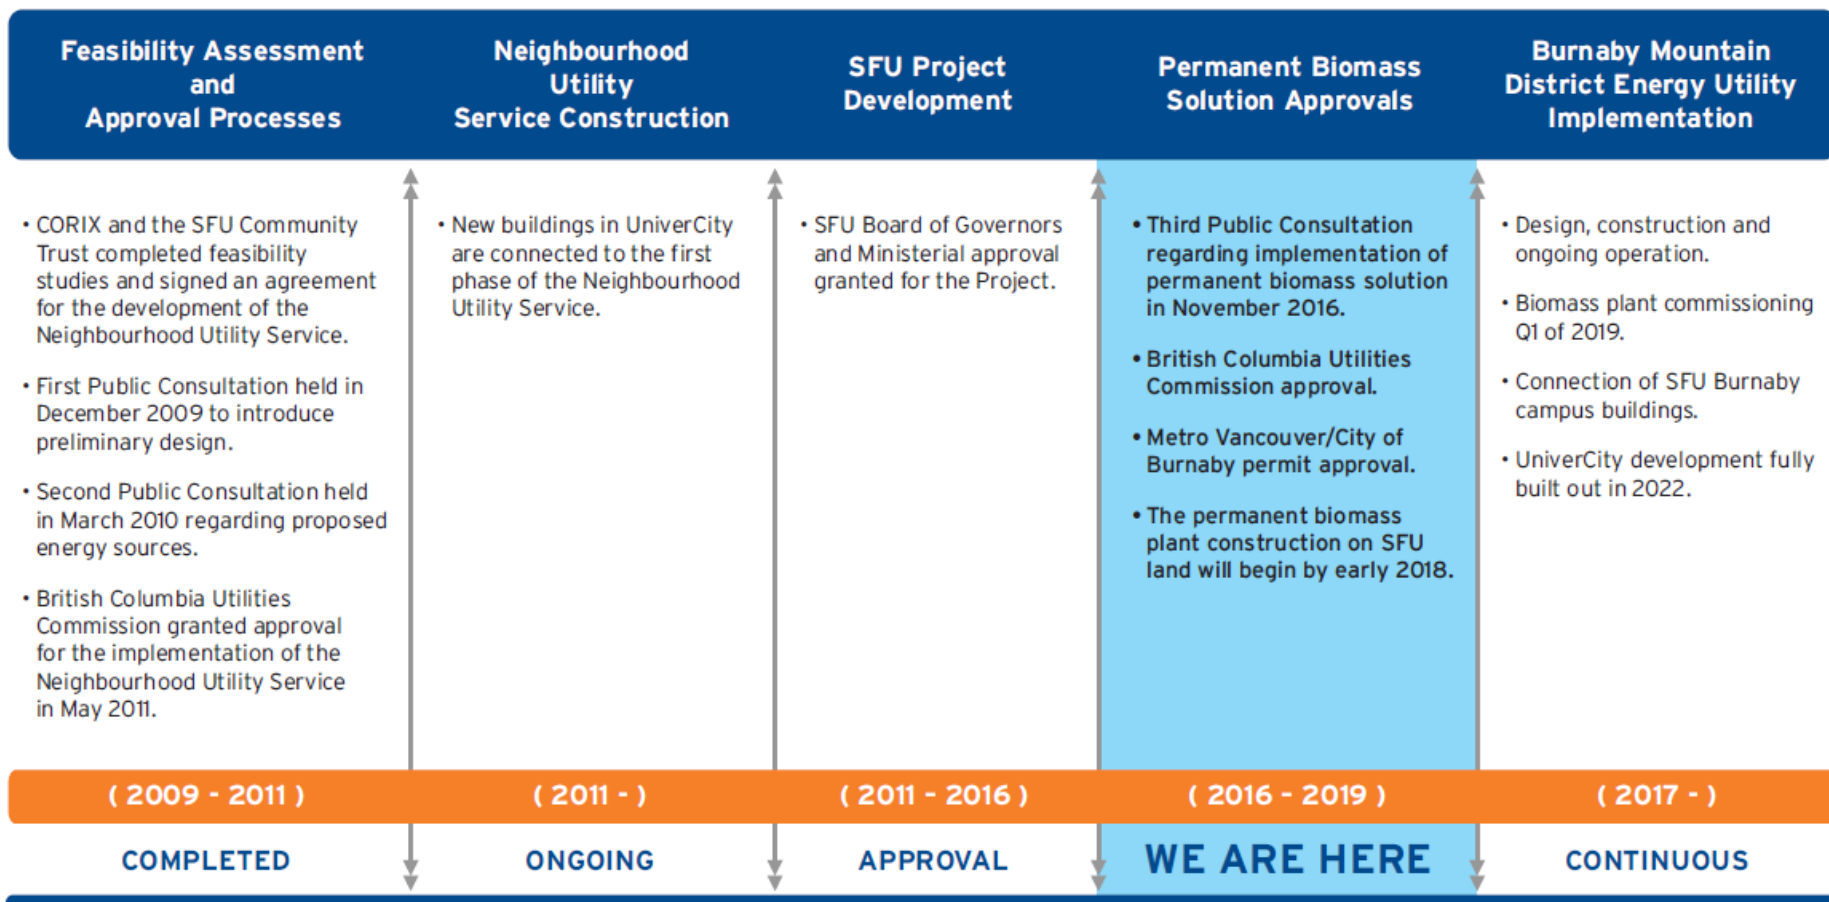 Feasibility Assessment
and
Approval Processes
Neighbourhood
Utility
Service Construction
SFU Project
Development
Permanent Biomass
Solution Approvals
Burnaby Mountain
District Energy Utility
Implementation
• CORIX and the SFU Community
Trust completed feasibility
studies and signed an agreement
for the development of the
Neighbourhood Utility Service.
• First Public Consultation held in
December 2009 to introduce
preliminary design.
• Second Public Consultation held
in March 2010 regarding proposed
energy sources.
• British Columbia Utilities
Commission granted approval
for the implementation of the
Neighbourhood Utility Service
in May 2011.
• New buildings in UniverCity
are connected to the first
phase of the Neighbourhood
Utility Service.
• SFU Board of Governors
and Ministerial approval
granted for the Project.
• Third Public Consultation
regarding implementation of
permanent biomass solution
in November 2016.
• British Columbia Utilities
Commission approval.
• Metro Vancouver/City of
Burnaby permit approval.
• The permanent biomass
plant construction on SFU
land will begin by early 2018.
• Design, construction and
ongoing operation.
• Biomass plant commissioning
Q1 of 2019.
• Connection of SFU Burnaby
campus buildings.
• UniverCity development fully
built out in 2022.
( 2009 - 2011 )
( 2011 - )
( 2011 - 2016 )
( 2016 - 2019 )
( 2017 - )
COMPLETED
ONGOING
APPROVAL
WE ARE HERE
CONTINUOUS